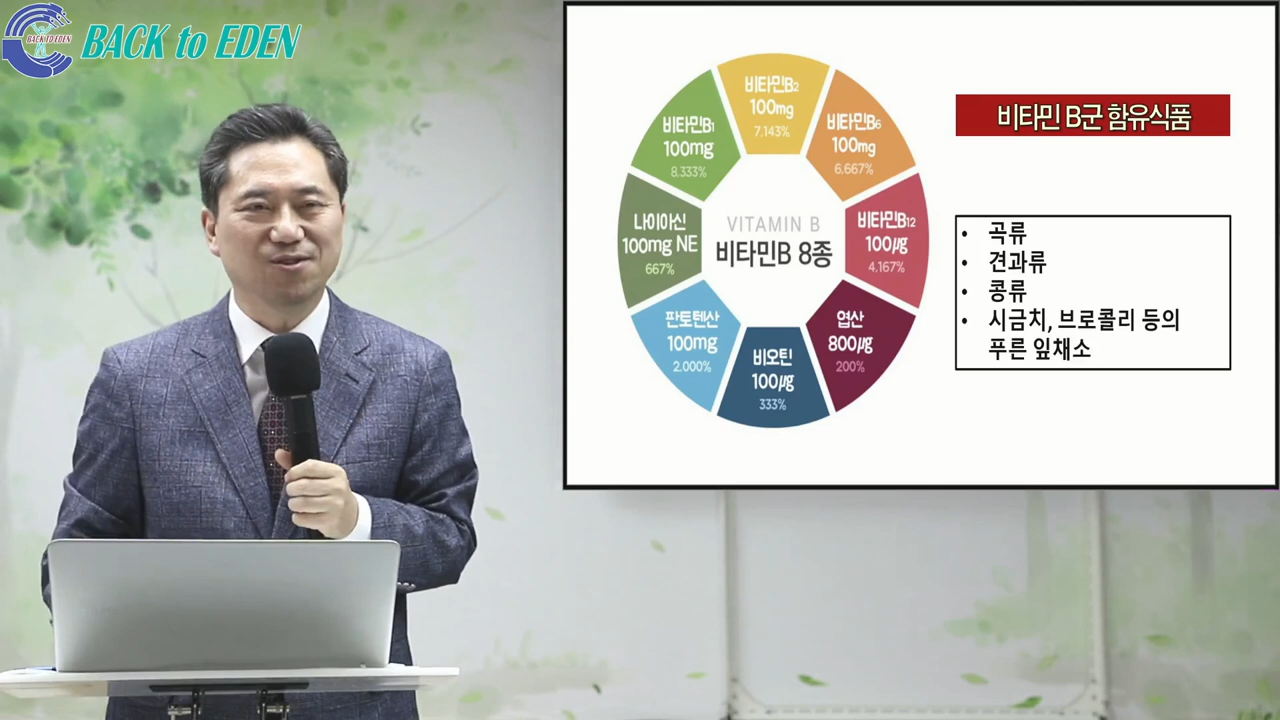 BACK TO EDEN
BACK to EDEN
비타민B2
100mg
7,143%
비타민B6
100mg
6.667%
비타민B12
100μg
4.167%
엽산
800μg
200%
비오틴
100μg
333%
판토텐산
100mg
2.000%
나이아신
100mg NE
667%
비타민B1
100mg
8.333%
VITAMIN B
비타민B 8종
비타민 B군 함유식품
• 곡류
• 견과류
• 콩류
• 시금치, 브로콜리 등의
푸른 잎채소